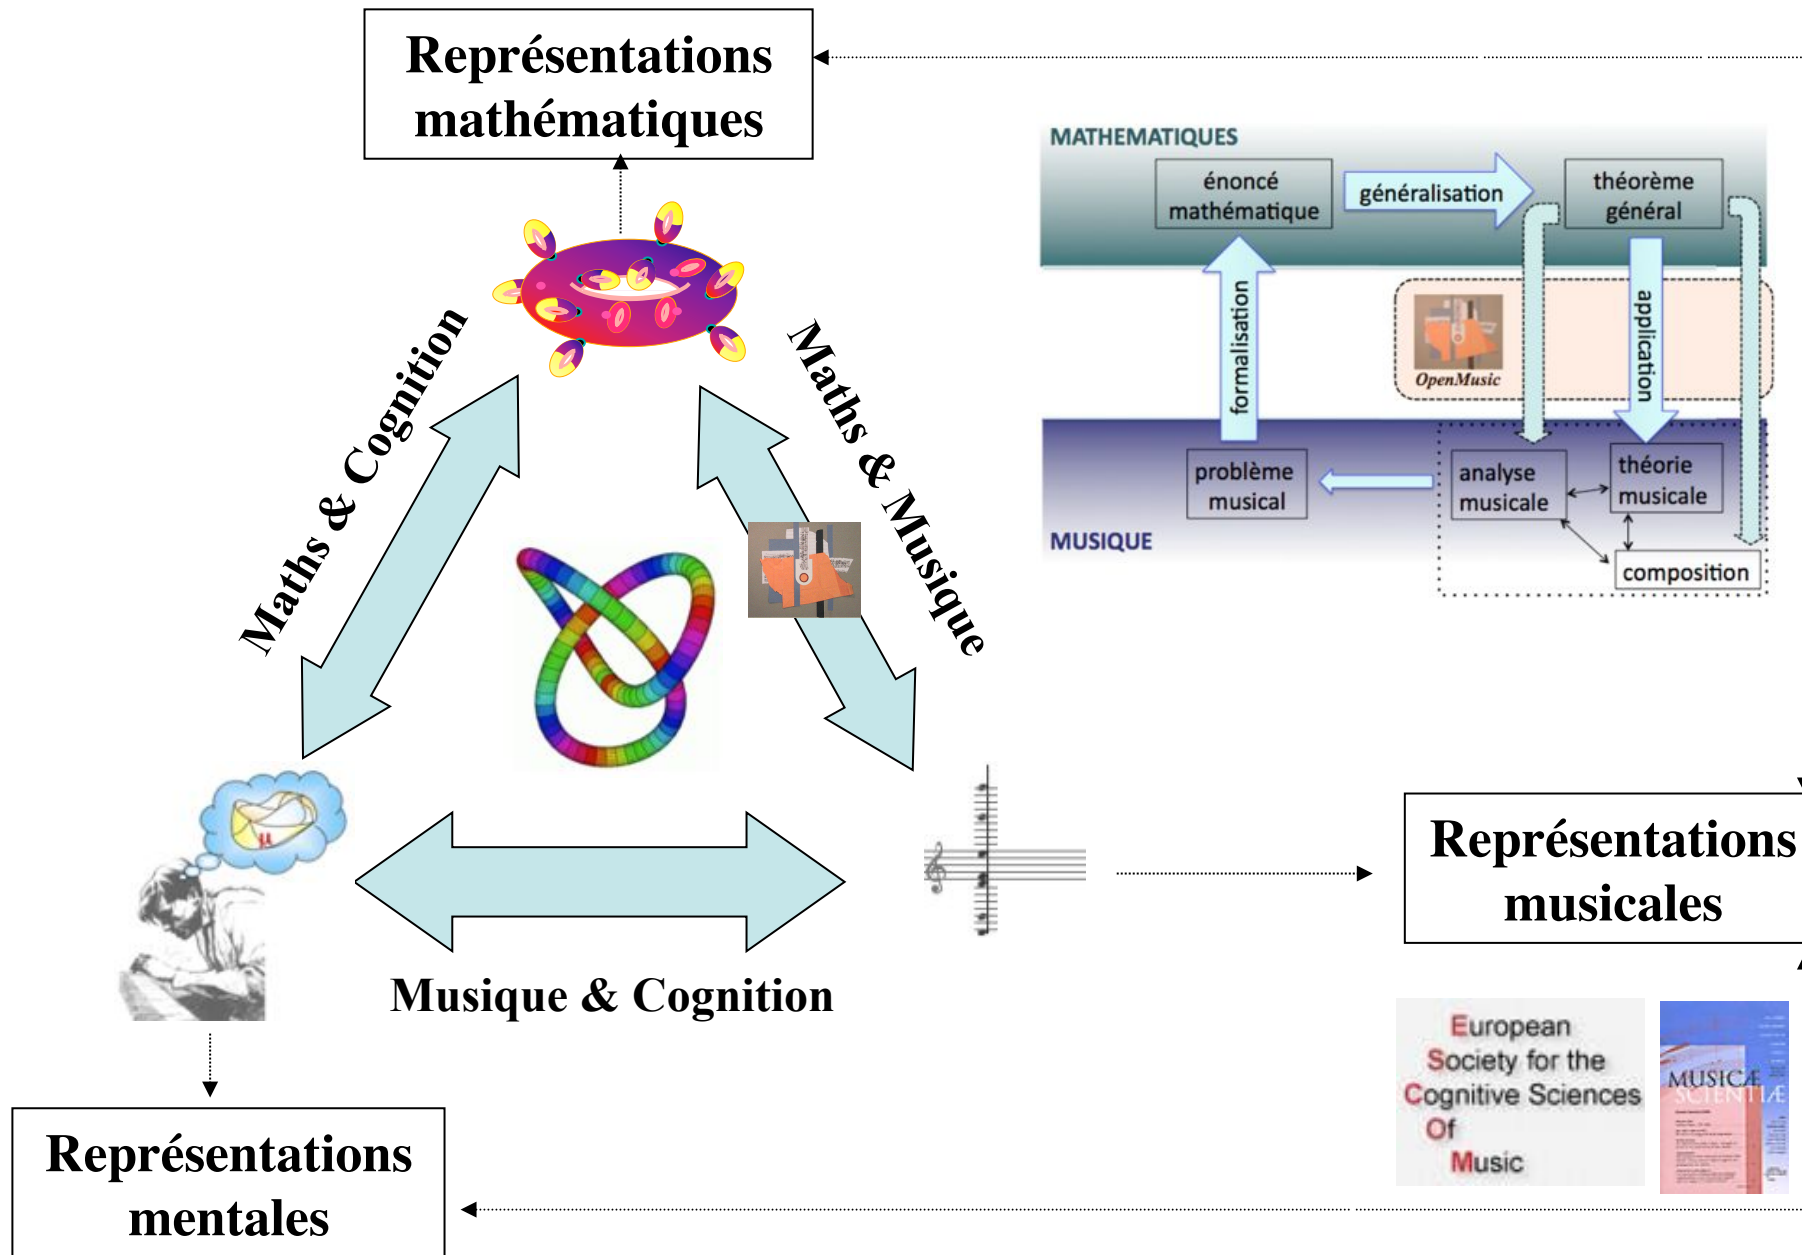 Représentations
mathématiques
MATHEMATIQUES
énoncé
mathématique
généralisation
théorème
général
formalisation
application
OpenMusic
problème
musical
analyse
musicale
théorie
musicale
composition
MUSIQUE
Maths & Cognition
Maths & Musique
µ
Musique & Cognition
Représentations
musicales
European
Society for the
Cognitive Sciences
Of
Music
MUSICÆ
SCIENTIÆ
Représentations
mentales